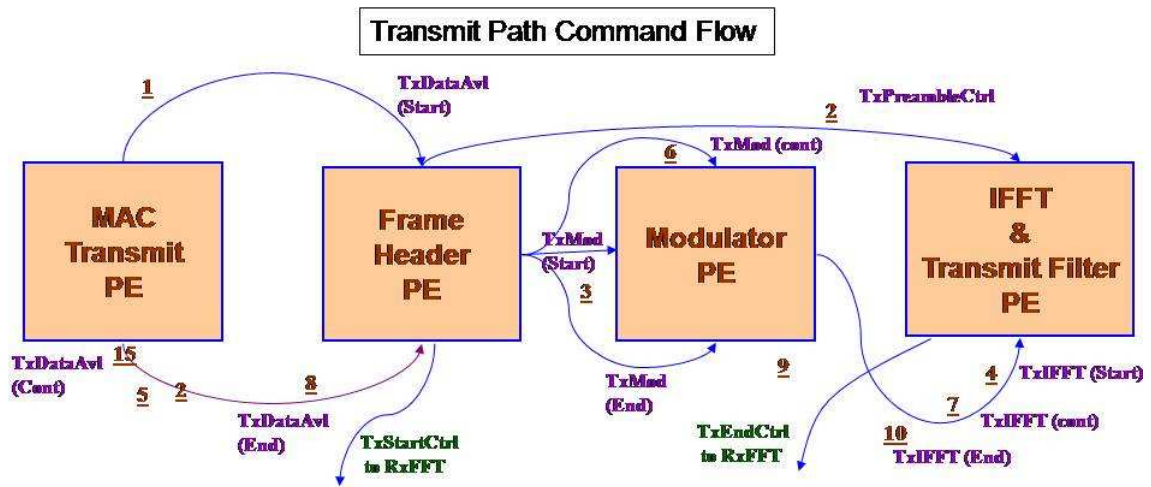 Transmit Path Command Flow
1
TxDataAvl
(Start)
2
TxPreambleCtrl
6
TxMod (cont)
MAC
Transmit
PE
Frame
Header
PE
TxMod
(Start)
3
Modulator
PE
IFFT
&
Transmit Filter
PE
TxDataAvl
(Cont)
15
5
2
8
TxDataAvl
(End)
TxStartCtrl
to RxFFT
TxMod
(End)
9
TxEndCtrl
to RxFFT
4
TxIFFT (Start)
7
TxIFFT (cont)
10
TxIFFT (End)